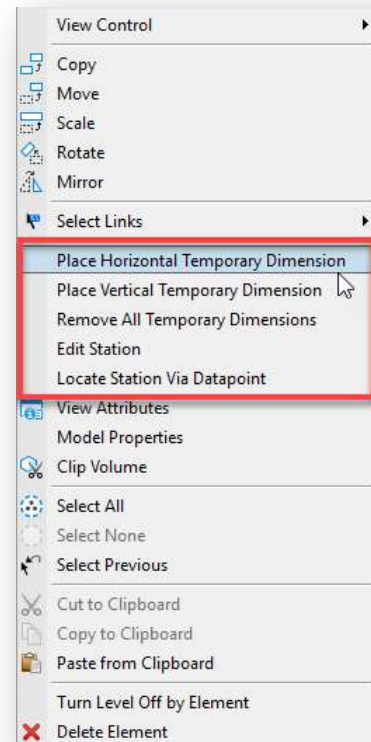 View Control
Copy
Move
Scale
Rotate
Mirror
Select Links
Place Horizontal Temporary Dimension
Place Vertical Temporary Dimension
Remove All Temporary Dimensions
Edit Station
Locate Station Via Datapoint
View Attributes
Model Properties
Clip Volume
Select All
Select None
Select Previous
Cut to Clipboard
Copy to Clipboard
Paste from Clipboard
Turn Level Off by Element
Delete Element